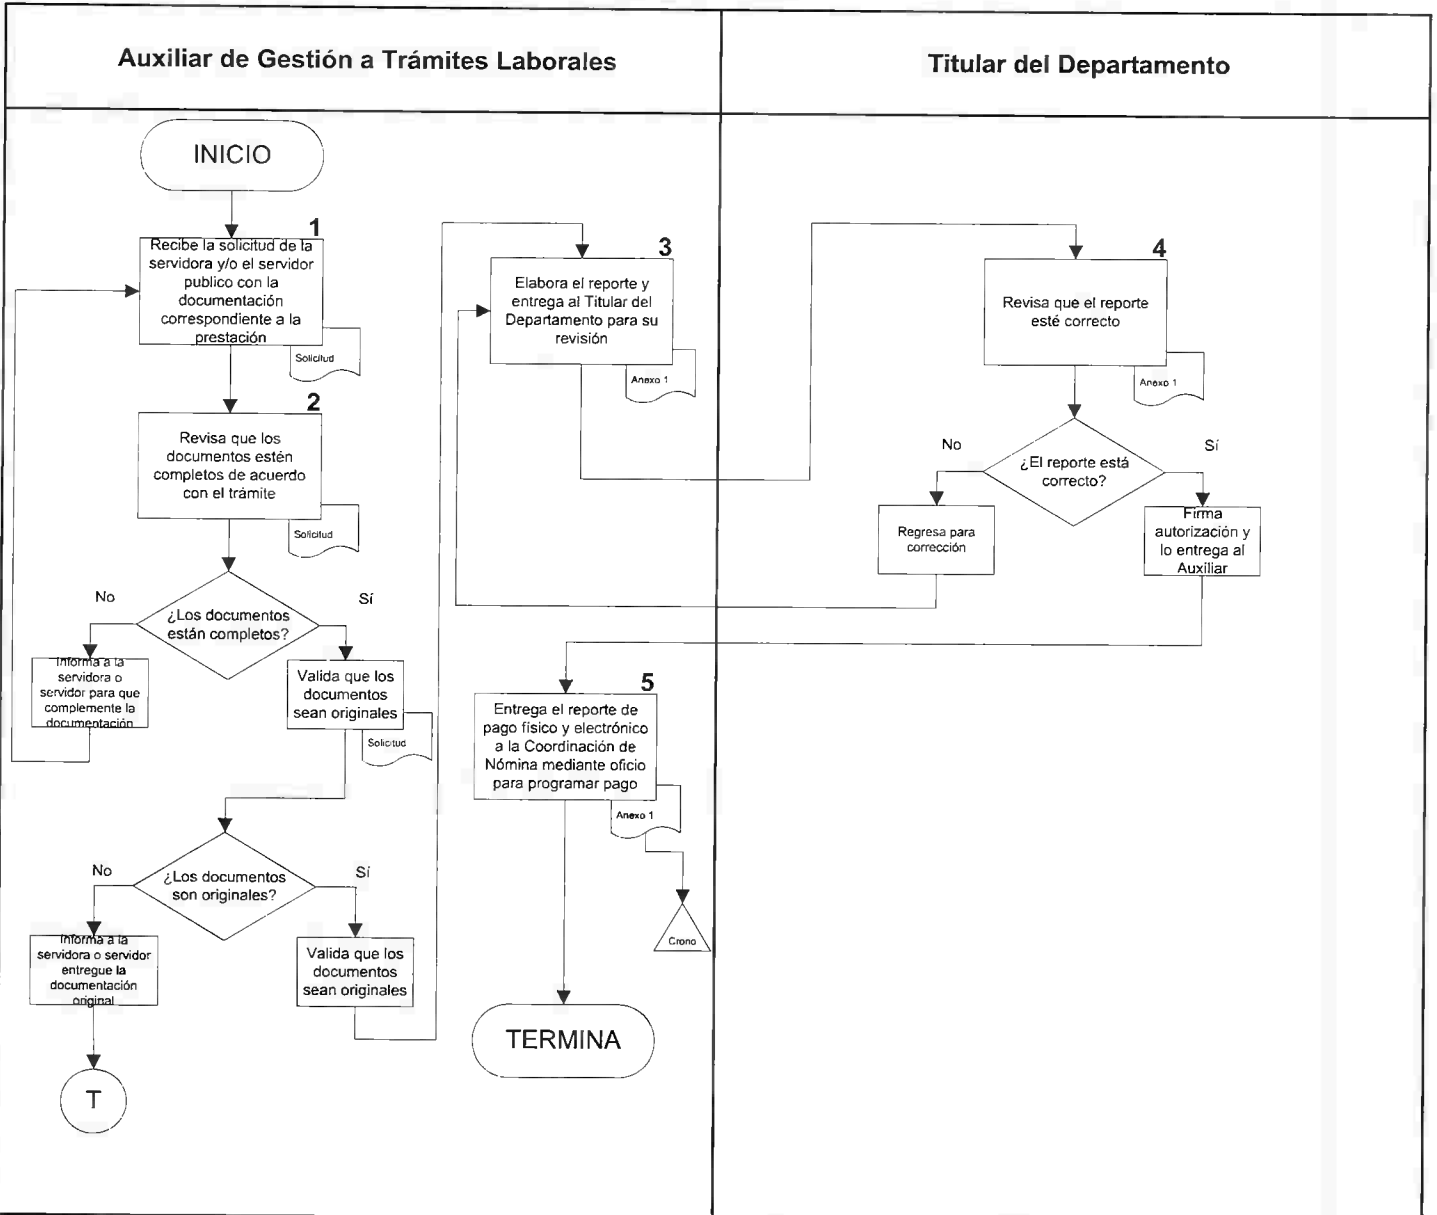 Auxiliar de Gestión a Trámites Laborales
Titular del Departamento
INICIO
1
Recibe la solicitud de la
servidora y/o el servidor
publico con la
documentación
correspondiente a la
prestación
Solicitud
2
Revisa que los
documentos estén
completos de acuerdo
con el trámite
Solicitud
¿Los documentos
están completos?
No
Sí
Informa a la
servidora o
servidor para que
complemente la
documentación
Valida que los
documentos
sean originales
Solicitud
¿Los documentos
son originales?
No
Sí
Informa a la
servidora o servidor
entregue la
documentación
original
Valida que los
documentos
sean originales
T
3
Elabora el reporte y
entrega al Titular del
Departamento para su
revisión
Anexo 1
4
Revisa que el reporte
esté correcto
Anexo 1
¿El reporte está
correcto?
No
Sí
Regresa para
corrección
Firma
autorización y
lo entrega al
Auxiliar
5
Entrega el reporte de
pago físico y electrónico
a la Coordinación de
Nómina mediante oficio
para programar pago
Anexo 1
Crono
TERMINA